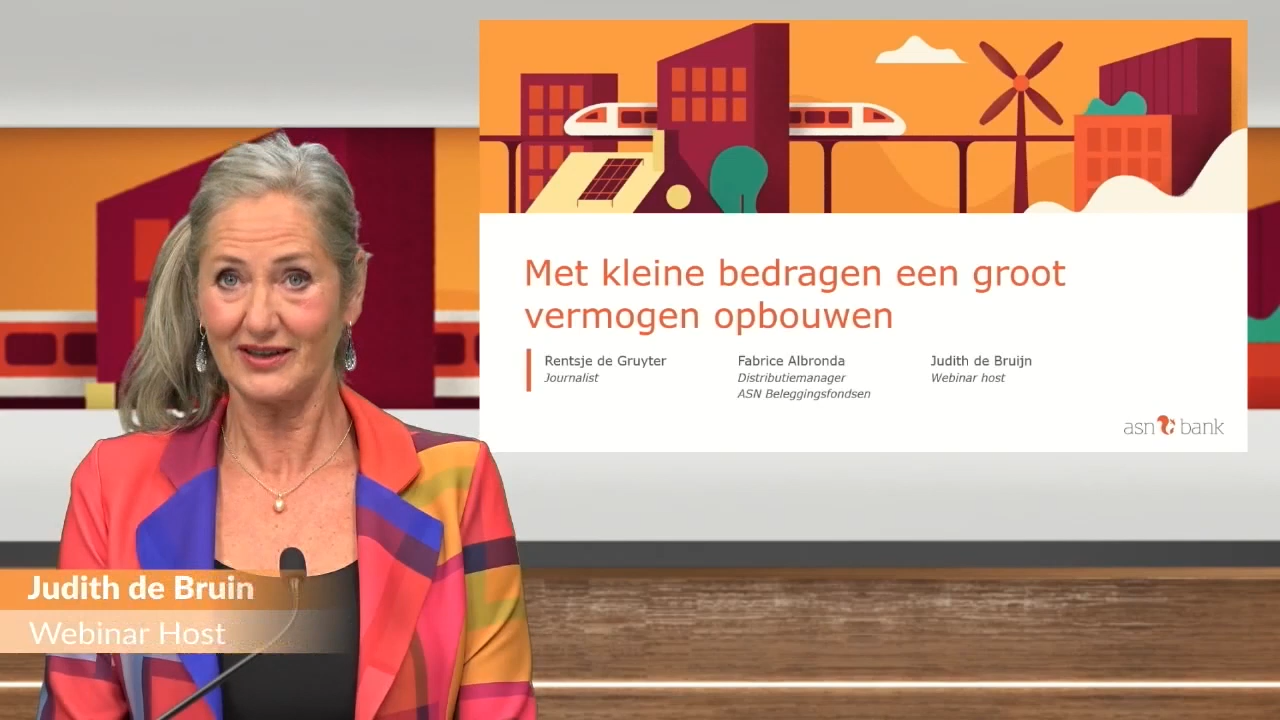 Met kleine bedragen een groot
vermogen opbouwen
Rentsje de Gruyter
Journalist
Fabrice Albronda
Distributiemanager
ASN Beleggingsfondsen
Judith de Bruijn
Webinar host
asn bank
Judith de Bruin
Webinar Host